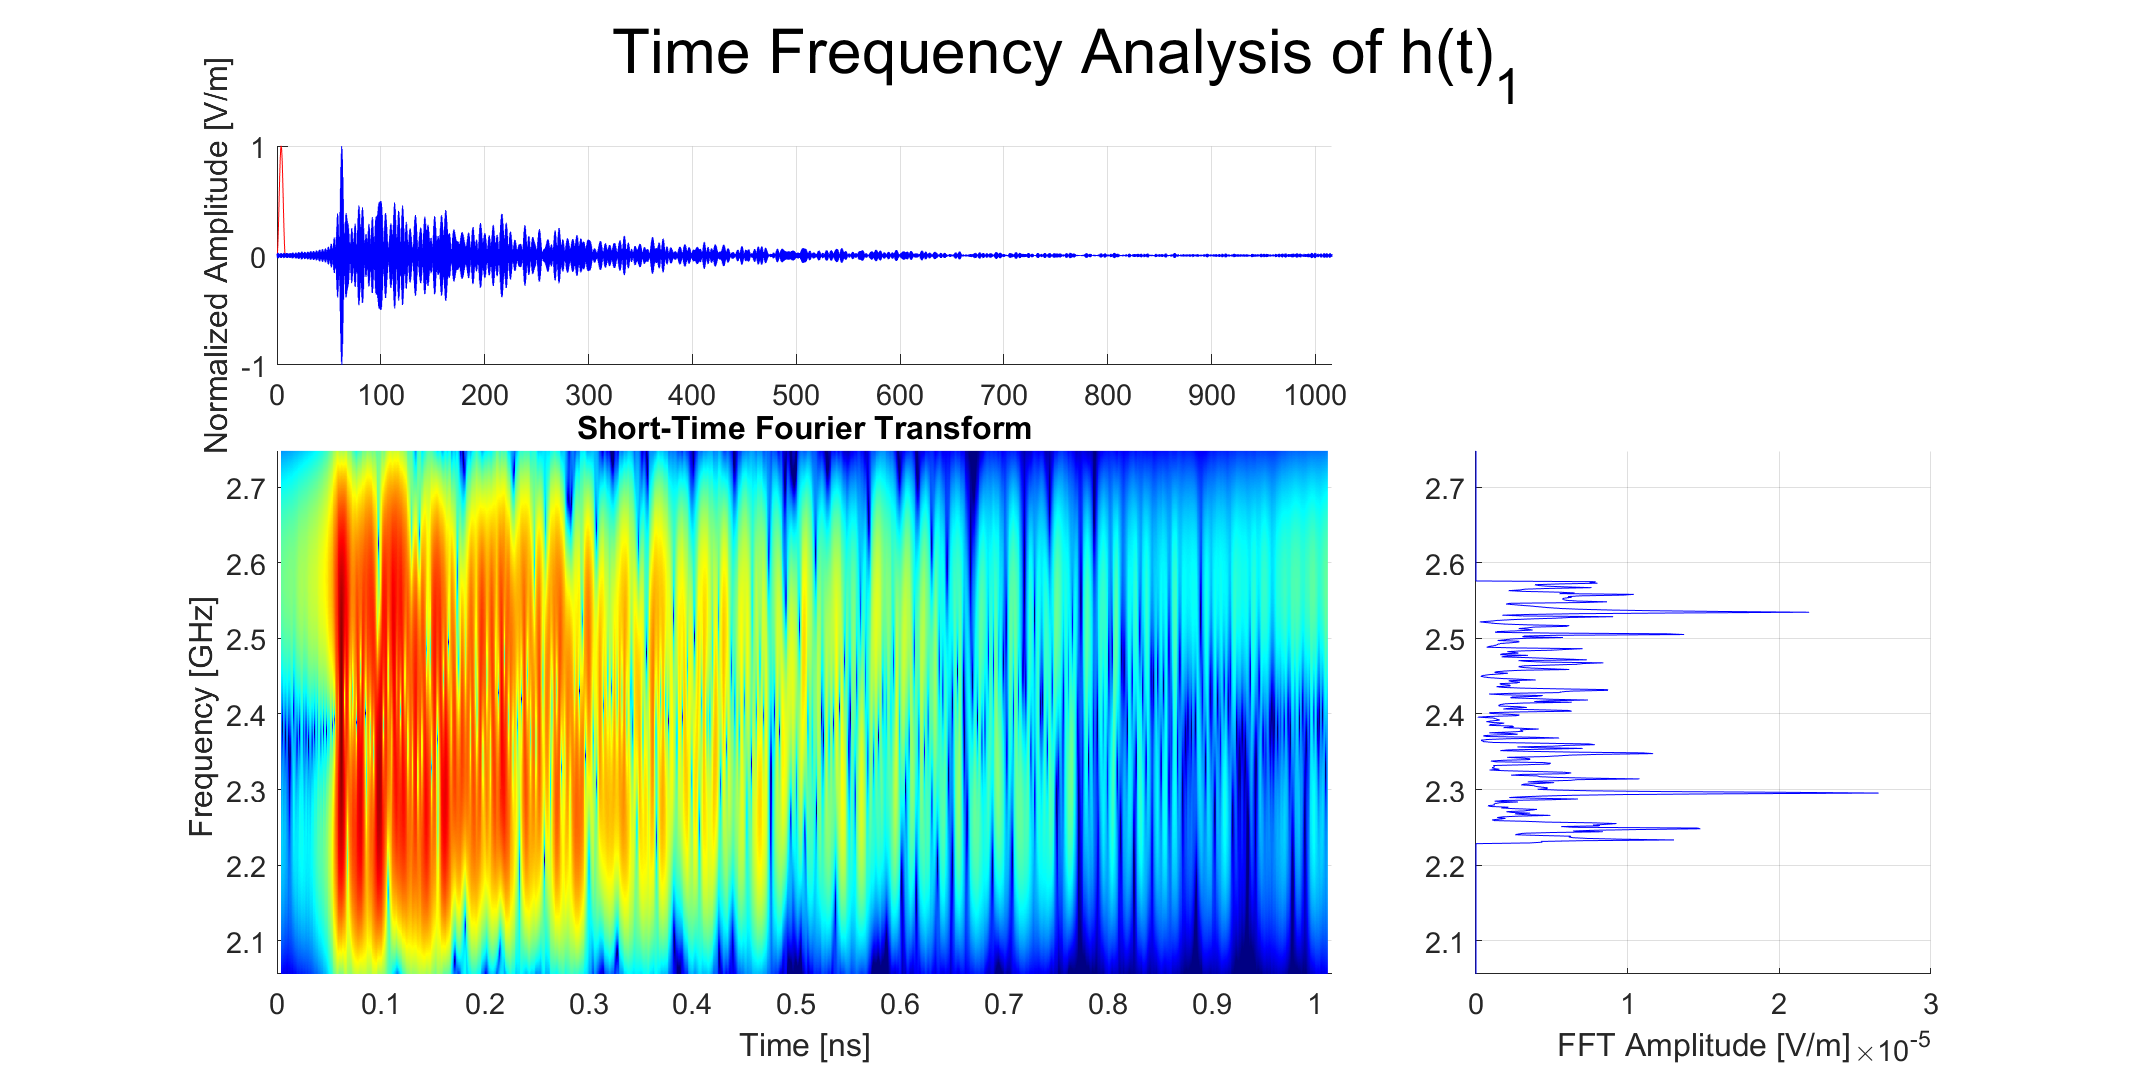 Time Frequency Analysis of h(t)1
Normalized Amplitude [V/m]
1
0
-1
0 100 200 300 400 500 600 700 800 900 1000
Short-Time Fourier Transform
Frequency [GHz]
2.7
2.6
2.5
2.4
2.3
2.2
2.1
0 0.1 0.2 0.3 0.4 0.5 0.6 0.7 0.8 0.9 1
Time [ns]
2.7
2.6
2.5
2.4
2.3
2.2
2.1
0 1 2 3
FFT Amplitude [V/m] ×10-5